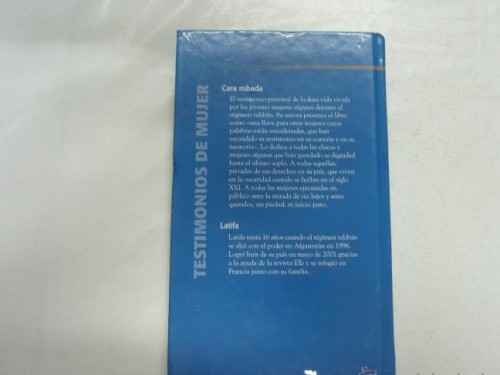 TESTIMONIOS DE MUJER
Cara robada
El testimonio personal de la dura vida vivida
por las jóvenes mujeres afganas durante el
régimen talibán. Su autora presenta el libro
como «una llave para otras mujeres cuyas
palabras están encadenadas, que han
escondido su testimonio en su corazón y en su
memoria». Lo dedica a todas las chicas y
mujeres afganas que han guardado su dignidad
hasta el último soplo. A todas aquellas,
privadas de sus derechos en su país, que viven
en la oscuridad cuando se hallan en el siglo
XXI. A todas las mujeres ejecutadas en
público ante la mirada de sus hijos y seres
queridos, sin piedad, ni juicio justo.
Latifa
Latifa tenía 16 años cuando el régimen talibán
se alzó con el poder en Afganistán en 1996.
Logró huir de su país en mayo de 2001 gracias
a la ayuda de la revista Elle y se refugió en
Francia junto con su familia.